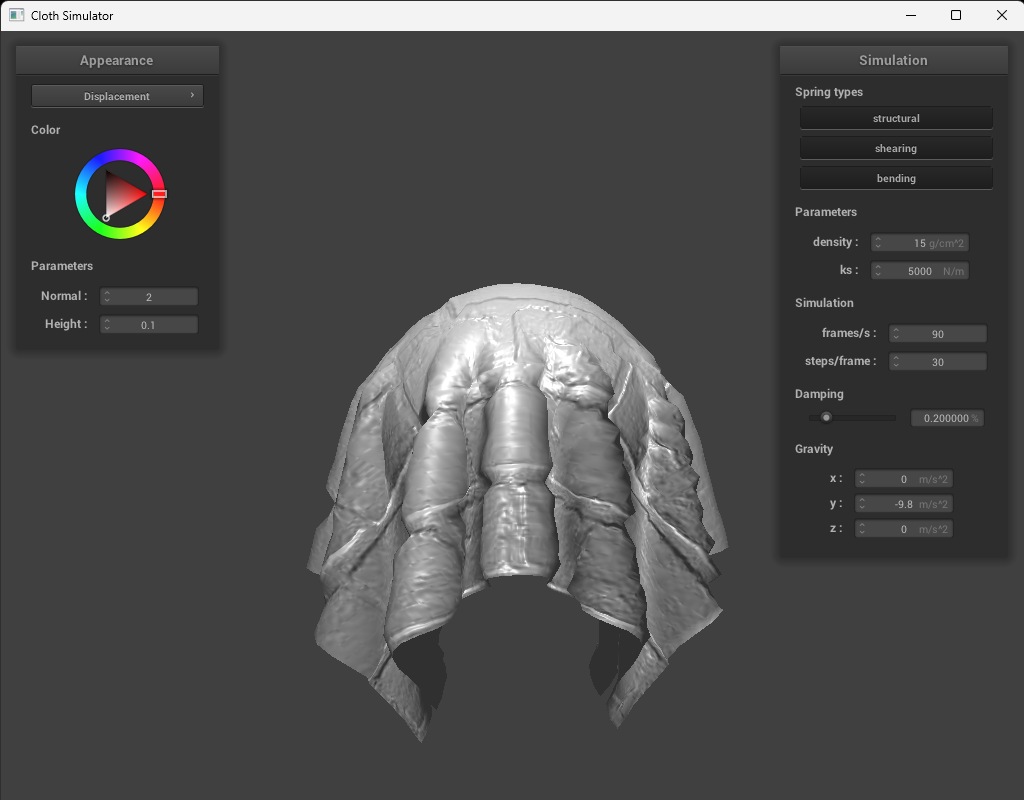 Cloth Simulator
Appearance
Displacement
Color
Parameters
Normal : 2
Height : 0.1
Simulation
Spring types
structural
shearing
bending
Parameters
density : 15 g/cm^2
ks : 5000 N/m
Simulation
frames/s : 90
steps/frame : 30
Damping
0.200000 %
Gravity
x : 0 m/s^2
y : -9.8 m/s^2
z : 0 m/s^2